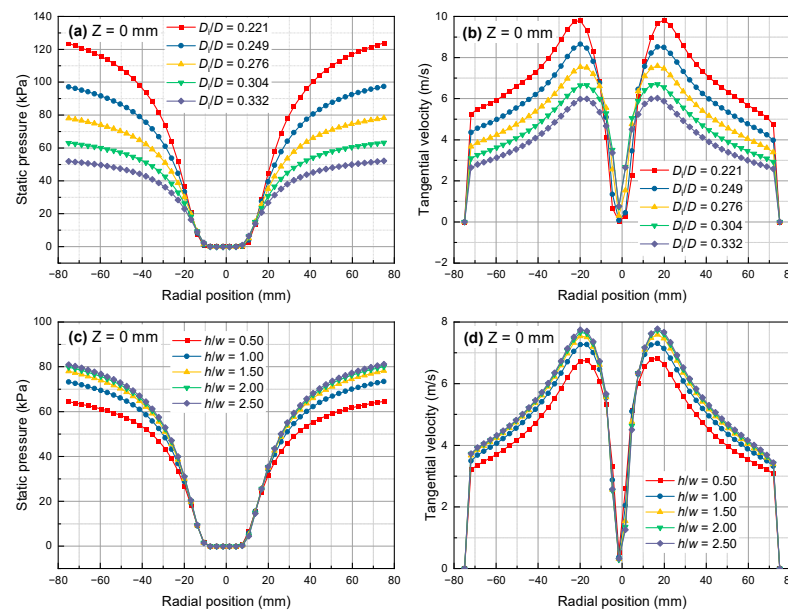 (a) Z = 0 mm
Dᵢ/D = 0.221
Dᵢ/D = 0.249
Dᵢ/D = 0.276
Dᵢ/D = 0.304
Dᵢ/D = 0.332
140
120
100
80
60
40
20
0
Static pressure (kPa)
−80 −60 −40 −20 0 20 40 60 80
Radial position (mm)
(b) Z = 0 mm
Dᵢ/D = 0.221
Dᵢ/D = 0.249
Dᵢ/D = 0.276
Dᵢ/D = 0.304
Dᵢ/D = 0.332
10
8
6
4
2
0
−2
Tangential velocity (m/s)
−80 −60 −40 −20 0 20 40 60 80
Radial position (mm)
(c) Z = 0 mm
h/w = 0.50
h/w = 1.00
h/w = 1.50
h/w = 2.00
h/w = 2.50
100
80
60
40
20
0
Static pressure (kPa)
−80 −60 −40 −20 0 20 40 60 80
Radial position (mm)
(d) Z = 0 mm
h/w = 0.50
h/w = 1.00
h/w = 1.50
h/w = 2.00
h/w = 2.50
8
6
4
2
0
Tangential velocity (m/s)
−80 −60 −40 −20 0 20 40 60 80
Radial position (mm)